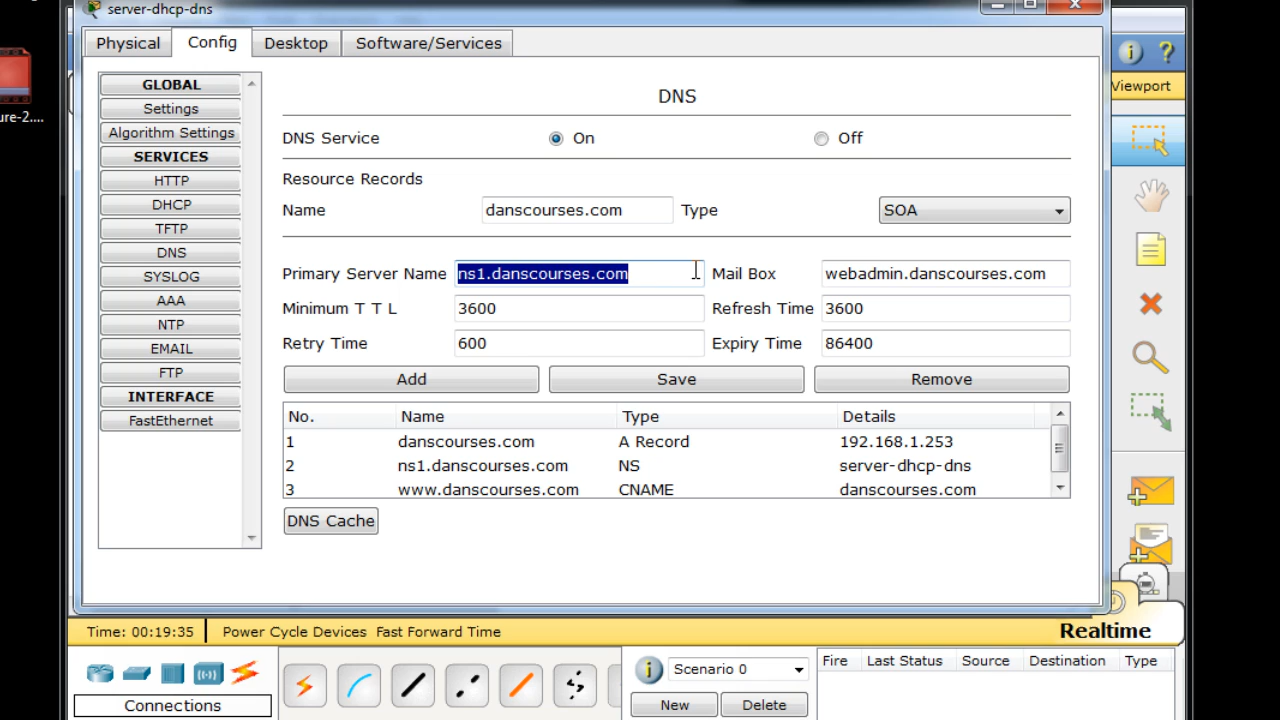 server-dhcp-dns
Physical Config Desktop Software/Services
GLOBAL
Settings
Algorithm Settings
SERVICES
HTTP
DHCP
TFTP
DNS
SYSLOG
AAA
NTP
EMAIL
FTP
INTERFACE
FastEthernet
DNS
DNS Service On Off
Resource Records
Name danscourses.com Type SOA
Primary Server Name ns1.danscourses.com Mail Box webadmin.danscourses.com
Minimum T T L 3600 Refresh Time 3600
Retry Time 600 Expiry Time 86400
Add Save Remove
No. Name Type Details
1 danscourses.com A Record 192.168.1.253
2 ns1.danscourses.com NS server-dhcp-dns
3 www.danscourses.com CNAME danscourses.com
DNS Cache
ure-2....
i ?
Viewport
Time: 00:19:35 Power Cycle Devices Fast Forward Time
Realtime
Connections
i Scenario 0
New Delete
Fire Last Status Source Destination Type